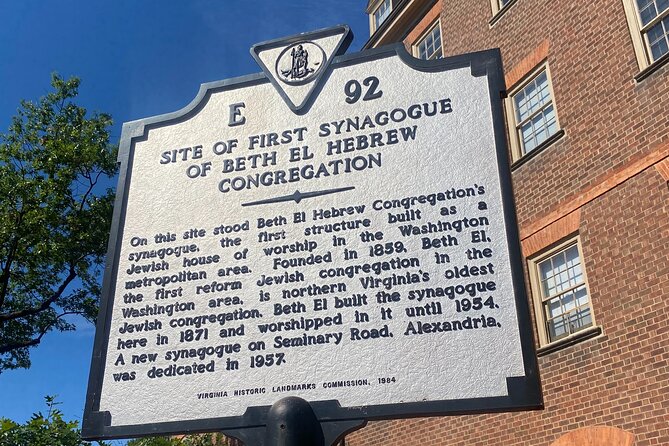 E 92
SITE OF FIRST SYNAGOGUE
OF BETH EL HEBREW
CONGREGATION
On this site stood Beth El Hebrew Congregation's
synagogue, the first structure built as a
Jewish house of worship in the Washington
metropolitan area. Founded in 1859, Beth El,
the first reform Jewish congregation in the
Washington area, is northern Virginia's oldest
Jewish congregation. Beth El built the synagogue
here in 1871 and worshipped in it until 1954.
A new synagogue on Seminary Road, Alexandria,
was dedicated in 1957.
VIRGINIA HISTORIC LANDMARKS COMMISSION, 1984